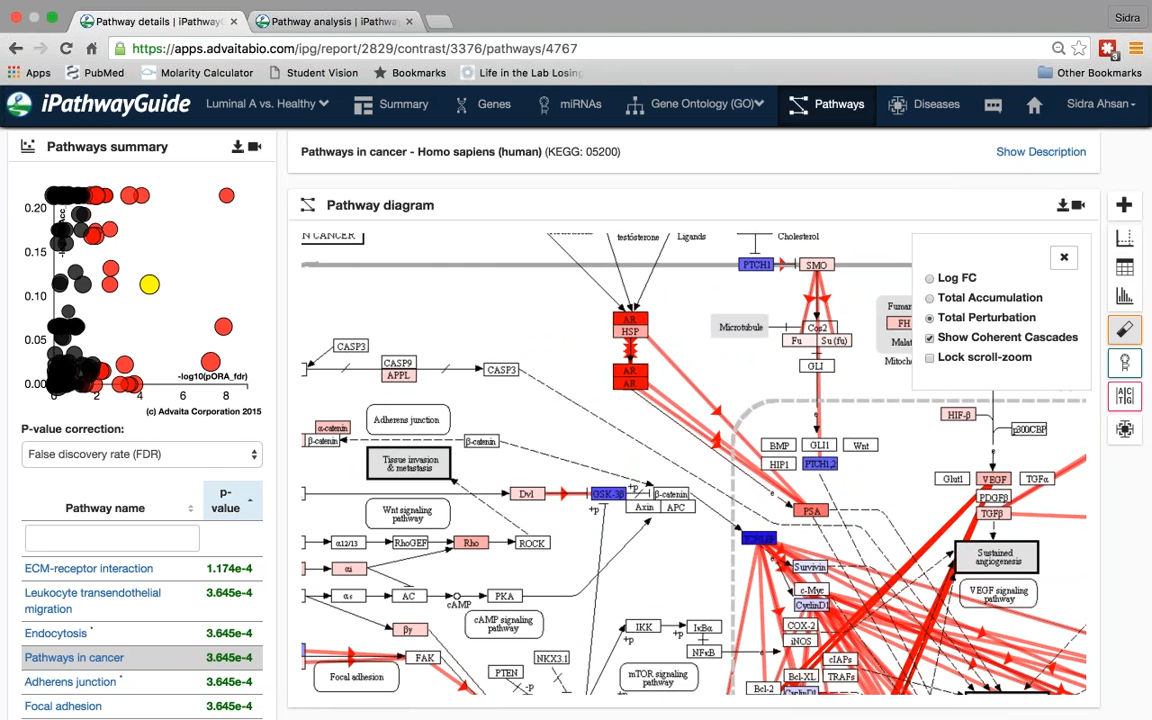 Pathway details | iPathwayG
Pathway analysis | iPathwa
Sidra
https://apps.advaitabio.com/ipg/report/2829/contrast/3376/pathways/4767
3
Apps
PubMed
Molarity Calculator
Student Vision
Bookmarks
Life in the Lab Losing
Other Bookmarks
iPathwayGuide
Luminal A vs. Healthy
Summary
Genes
miRNAs
Gene Ontology (GO)
Pathways
Diseases
Sidra Ahsan
Pathways summary
0.20
0.15
0.10
0.05
0.00
0
2
4
6
8
-log10(pORA_fdr)
(c) Advaita Corporation 2015
P-value correction:
False discovery rate (FDR)
Pathway name
p-value
ECM-receptor interaction 1.174e-4
Leukocyte transendothelial migration 3.645e-4
Endocytosis * 3.645e-4
Pathways in cancer 3.645e-4
Adherens junction * 3.645e-4
Focal adhesion 3.645e-4
Pathways in cancer - Homo sapiens (human) (KEGG: 05200)
Show Description
Pathway diagram
N CANCER
testosterone
Ligands
Cholesterol
PTCH1
SMO
AR
HSP
AR
AR
Microtubule
Cos2
Fu
Su (fu)
GLI
Fumar
FH
Malat
Mitoch
Log FC
Total Accumulation
Total Perturbation
Show Coherent Cascades
Lock scroll-zoom
CASP3
CASP9
APPL
CASP3
Adherens junction
α-catenin
β-catenin
β-catenin
Tissue invasion
& metastasis
BMP
GLI1
Wnt
HIP1
PTCH1,2
HIF-β
p300/CBP
Glut1
VEGF
TGFα
PDGFβ
TGFβ
Dvl
GSK-3β
+p
β-catenin
+p
Axin
APC
PSA
Wnt signaling
pathway
α12/13
RhoGEF
Rho
ROCK
Survivin
Sustained
angiogenesis
αi
αs
AC
cAMP
PKA
c-Myc
CyclinD1
VEGF signaling
pathway
βγ
cAMP signaling
pathway
IKK
+p
+p
IκBα
NFκB
COX-2
iNOS
FAK
PTEN
-p
NKX3.1
cIAPs
Bcl-XL
TRAFs
Focal adhesion
mTOR signaling
pathway
Bcl-2
CyclinD1